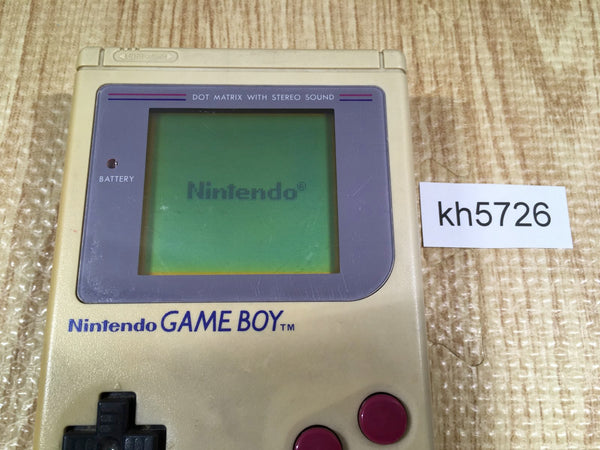 DOT MATRIX WITH STEREO SOUND
BATTERY
Nintendo®
kh5726
Nintendo GAME BOY™